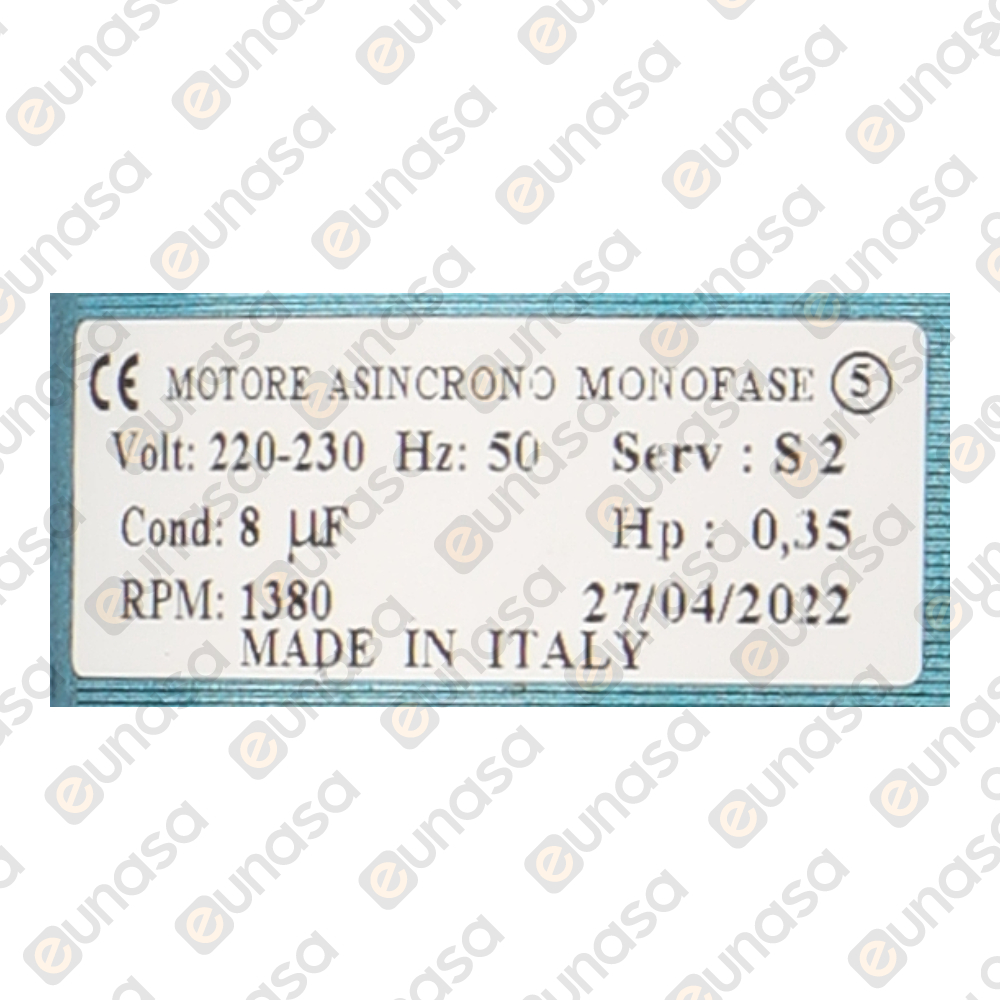 CE MOTORE ASINCRONO MONOFASE 5
Volt: 220-230 Hz: 50 Serv : S 2
Cond: 8 µF Hp : 0,35
RPM: 1380 27/04/2022
MADE IN ITALY
eunasa